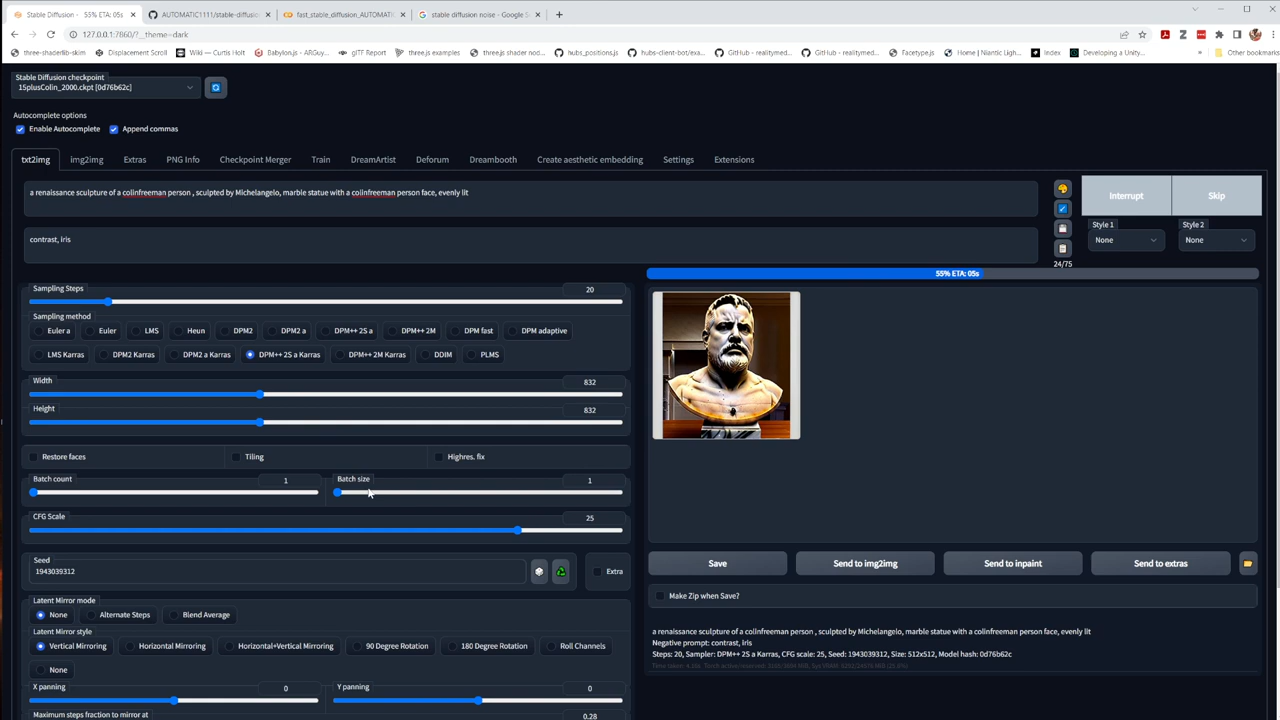 Stable Diffusion - 55% ETA: 05s
AUTOMATIC1111/stable-diffusio
fast_stable_diffusion_AUTOMATIC
stable diffusion noise - Google S
127.0.0.1:7860/?_theme=dark
three-shaderlib-skim
Displacement Scroll
Wiki — Curtis Holt
Babylon.js - ARGuy...
glTF Report
three.js examples
three.js shader nod...
hubs_positions.js
hubs-client-bot/exa...
GitHub - realitymed...
GitHub - realitymed...
Facetype.js
Home | Niantic Ligh...
Index
Developing a Unity...
Other bookmarks
Stable Diffusion checkpoint
15plusColin_2000.ckpt [0d76b62c]
Autocomplete options
Enable Autocomplete
Append commas
txt2img
img2img
Extras
PNG Info
Checkpoint Merger
Train
DreamArtist
Deforum
Dreambooth
Create aesthetic embedding
Settings
Extensions
a renaissance sculpture of a colinfreeman person , sculpted by Michelangelo, marble statue with a colinfreeman person face, evenly lit
contrast, iris
Interrupt
Skip
Style 1
Style 2
None
None
24/75
55% ETA: 05s
Sampling Steps
20
Sampling method
Euler a
Euler
LMS
Heun
DPM2
DPM2 a
DPM++ 2S a
DPM++ 2M
DPM fast
DPM adaptive
LMS Karras
DPM2 Karras
DPM2 a Karras
DPM++ 2S a Karras
DPM++ 2M Karras
DDIM
PLMS
Width
832
Height
832
Restore faces
Tiling
Highres. fix
Batch count
1
Batch size
1
CFG Scale
25
Seed
1943039312
Extra
Save
Send to img2img
Send to inpaint
Send to extras
Make Zip when Save?
Latent Mirror mode
None
Alternate Steps
Blend Average
Latent Mirror style
Vertical Mirroring
Horizontal Mirroring
Horizontal+Vertical Mirroring
90 Degree Rotation
180 Degree Rotation
Roll Channels
None
X panning
0
Y panning
0
Maximum steps fraction to mirror at
0.28
a renaissance sculpture of a colinfreeman person , sculpted by Michelangelo, marble statue with a colinfreeman person face, evenly lit
Negative prompt: contrast, iris
Steps: 20, Sampler: DPM++ 2S a Karras, CFG scale: 25, Seed: 1943039312, Size: 512x512, Model hash: 0d76b62c